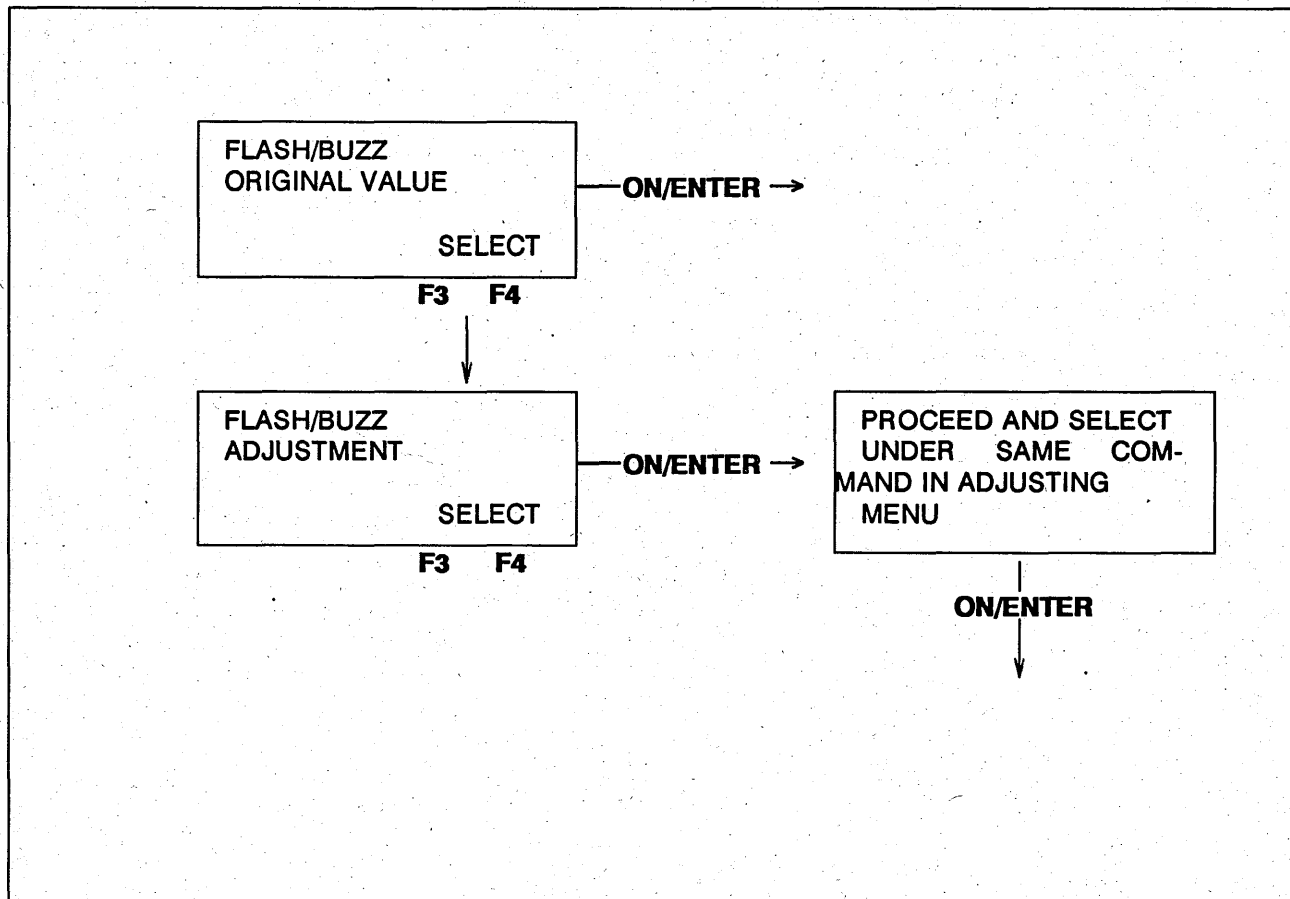 FLASH/BUZZ
ORIGINAL VALUE
SELECT
ON/ENTER
F3 F4
FLASH/BUZZ
ADJUSTMENT
SELECT
ON/ENTER
F3 F4
PROCEED AND SELECT
UNDER SAME COM-
MAND IN ADJUSTING
MENU
ON/ENTER